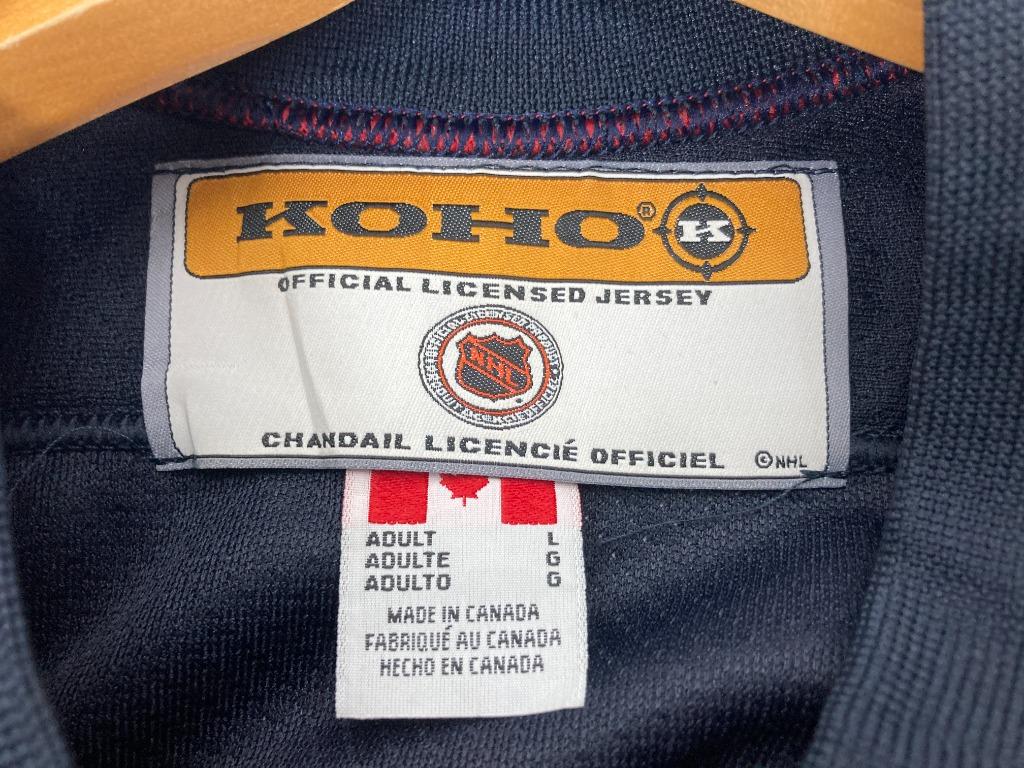 KOHO® K
OFFICIAL LICENSED JERSEY
NHL
CHANDAIL LICENCIÉ OFFICIEL ©NHL
ADULT L
ADULTE G
ADULTO G
MADE IN CANADA
FABRIQUÉ AU CANADA
HECHO EN CANADA